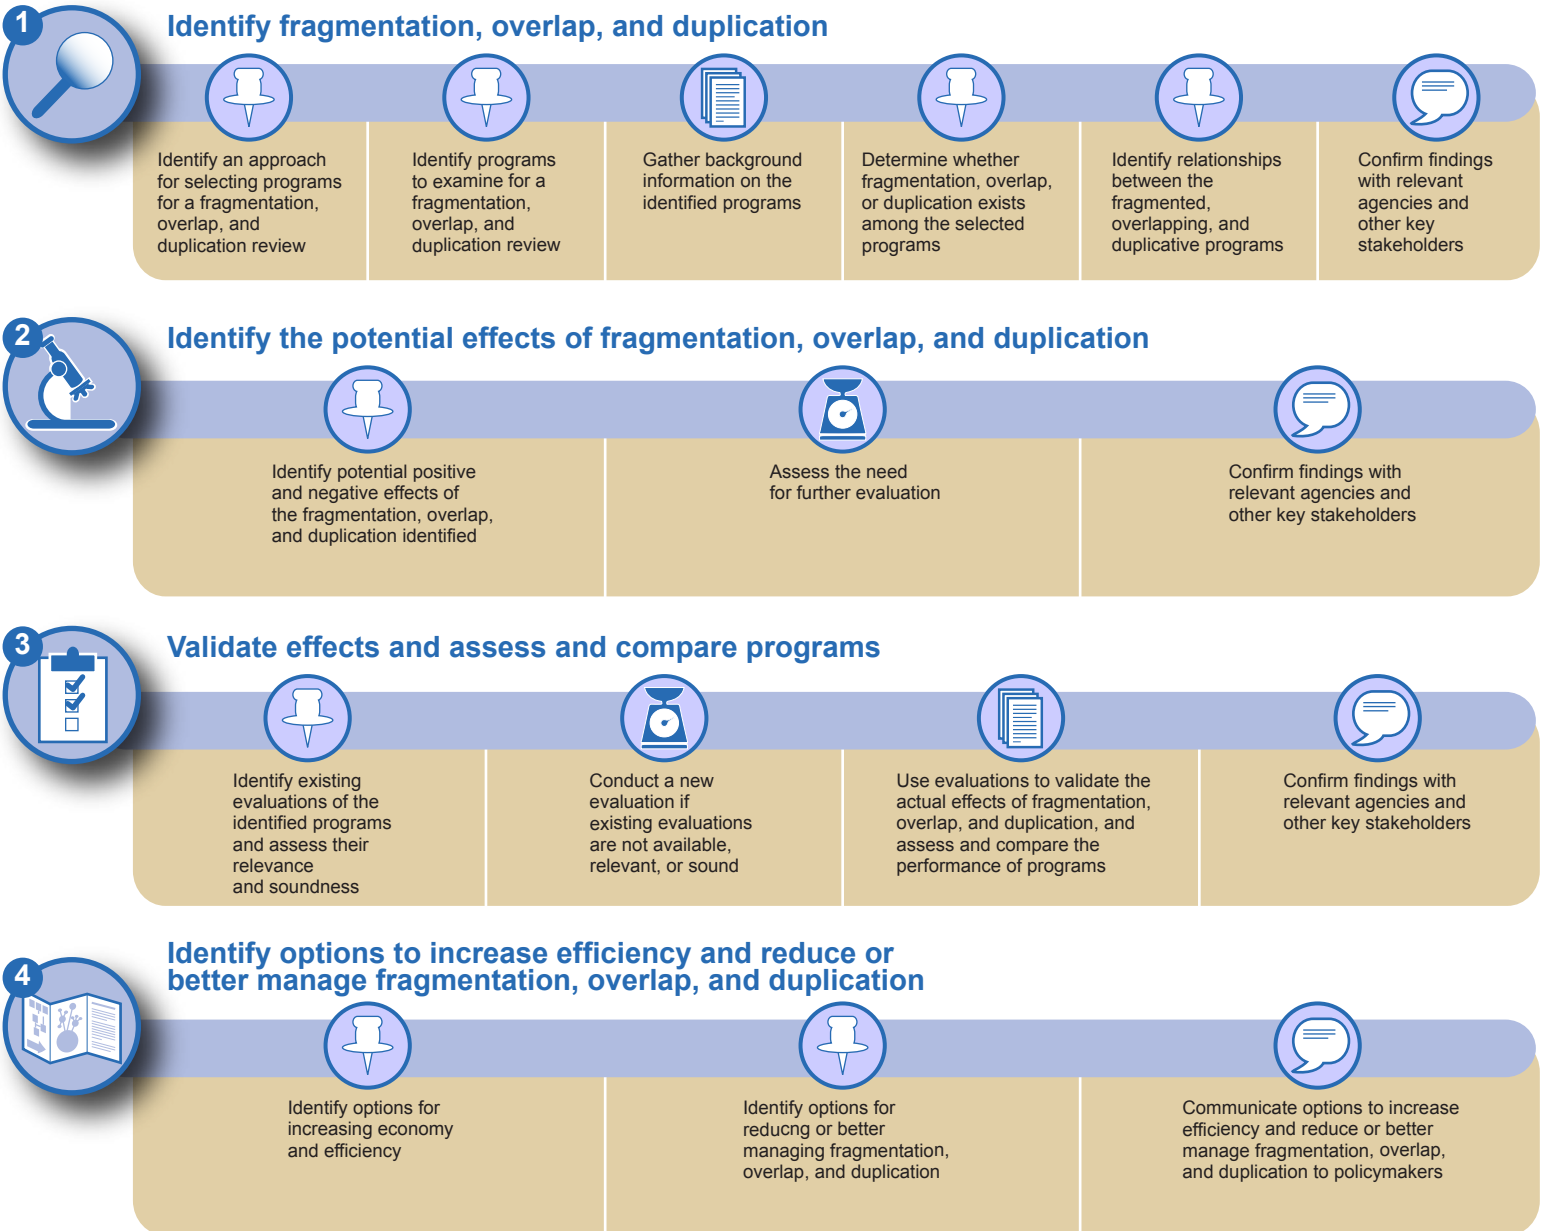 1
Identify fragmentation, overlap, and duplication
Identify an approach
for selecting programs
for a fragmentation,
overlap, and
duplication review
Identify programs
to examine for a
fragmentation,
overlap, and
duplication review
Gather background
information on the
identified programs
Determine whether
fragmentation, overlap,
or duplication exists
among the selected
programs
Identify relationships
between the
fragmented,
overlapping, and
duplicative programs
Confirm findings
with relevant
agencies and
other key
stakeholders
2
Identify the potential effects of fragmentation, overlap, and duplication
Identify potential positive
and negative effects of
the fragmentation, overlap,
and duplication identified
Assess the need
for further evaluation
Confirm findings with
relevant agencies and
other key stakeholders
3
Validate effects and assess and compare programs
Identify existing
evaluations of the
identified programs
and assess their
relevance
and soundness
Conduct a new
evaluation if
existing evaluations
are not available,
relevant, or sound
Use evaluations to validate the
actual effects of fragmentation,
overlap, and duplication, and
assess and compare the
performance of programs
Confirm findings with
relevant agencies and
other key stakeholders
4
Identify options to increase efficiency and reduce or
better manage fragmentation, overlap, and duplication
Identify options for
increasing economy
and efficiency
Identify options for
reducng or better
managing fragmentation,
overlap, and duplication
Communicate options to increase
efficiency and reduce or better
manage fragmentation, overlap,
and duplication to policymakers